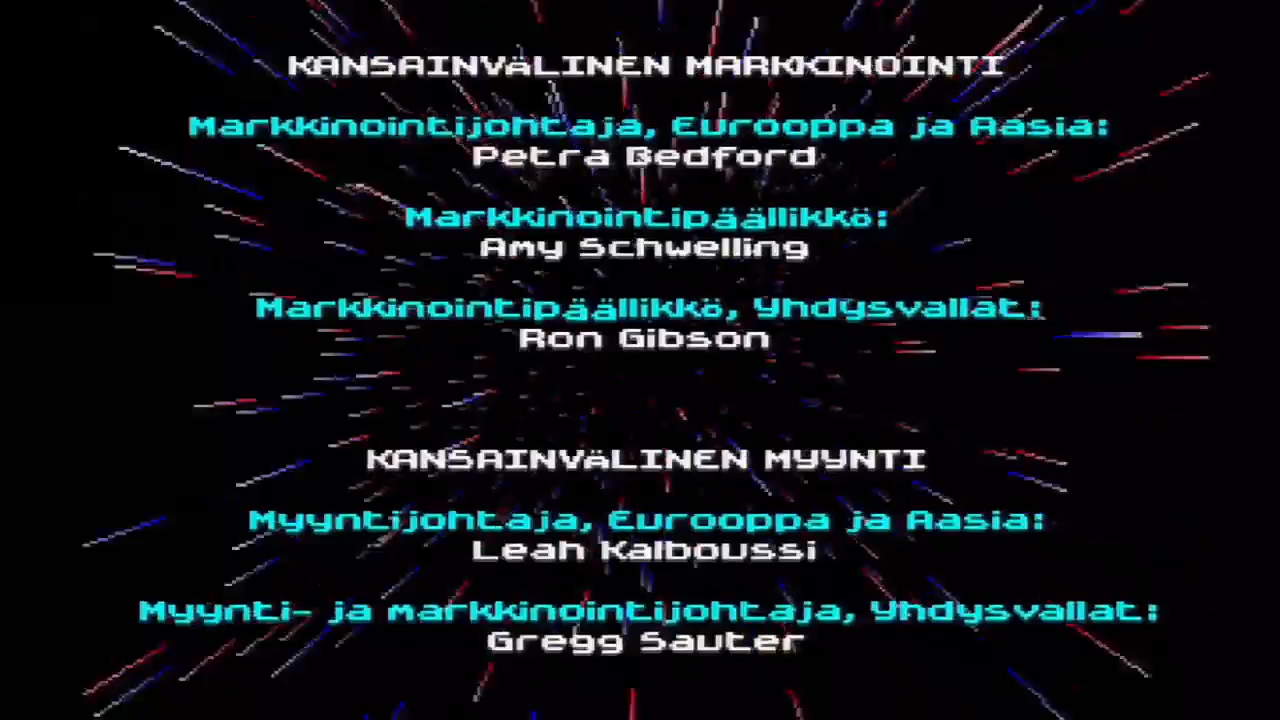 KANSAINVäLINEN MARKKINOINTI
Markkinointijohtaja, Eurooppa ja Aasia:
Petra Bedford
Markkinointipäällikkö:
Amy Schwelling
Markkinointipäällikkö, Yhdysvallat:
Ron Gibson
KANSAINVäLINEN MYYNTI
Myyntijohtaja, Eurooppa ja Aasia:
Leah Kalboussi
Myynti- ja markkinointijohtaja, Yhdysvallat:
Gregg Sauter